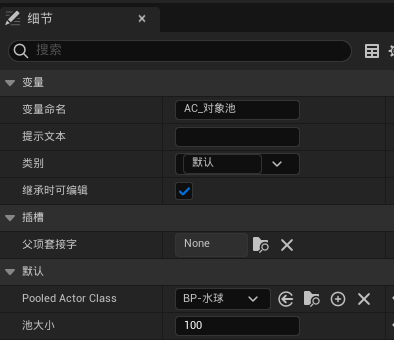 细节
搜索
变量
变量命名 AC_对象池
提示文本
类别 默认
继承时可编辑
插槽
父项套接字 None
默认
Pooled Actor Class BP-水球
池大小 100